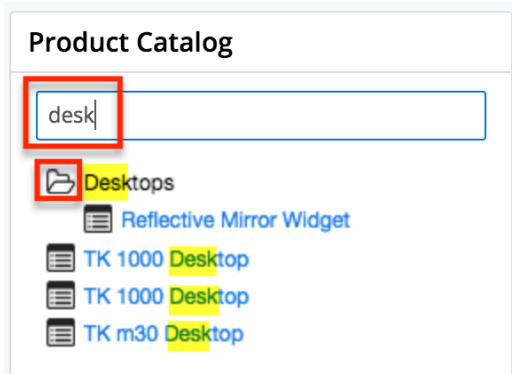 Product Catalog
desk
Desktops
Reflective Mirror Widget
TK 1000 Desktop
TK 1000 Desktop
TK m30 Desktop